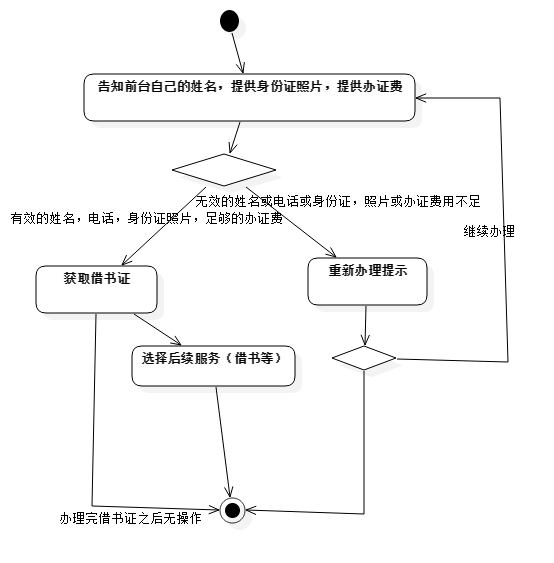 告知前台自己的姓名，提供身份证照片，提供办证费
无效的姓名或电话或身份证，照片或办证费用不足
有效的姓名，电话，身份证照片，足够的办证费
继续办理
获取借书证
重新办理提示
选择后续服务（借书等）
办理完借书证之后无操作